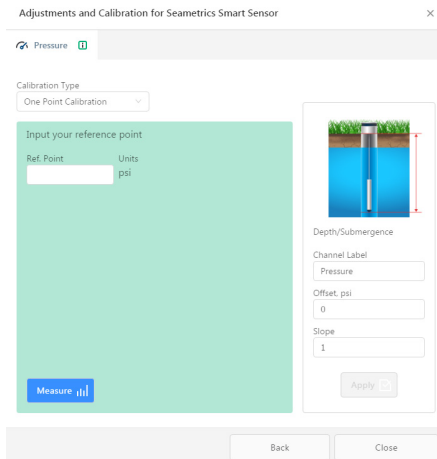 Adjustments and Calibration for Seametrics Smart Sensor
Pressure
Calibration Type
One Point Calibration
Input your reference point
Ref. Point Units
psi
Measure
Depth/Submergence
Channel Label
Pressure
Offset, psi
0
Slope
1
Apply
Back Close